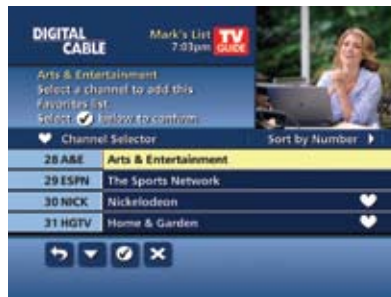 DIGITAL CABLE
Mark's List
7:03pm
TV GUIDE
Arts & Entertainment
Select a channel to add this
Favorites list.
Select below to confirm
Channel Selector
Sort by Number
28 A&E Arts & Entertainment
29 ESPN The Sports Network
30 NICK Nickelodeon
31 HGTV Home & Garden